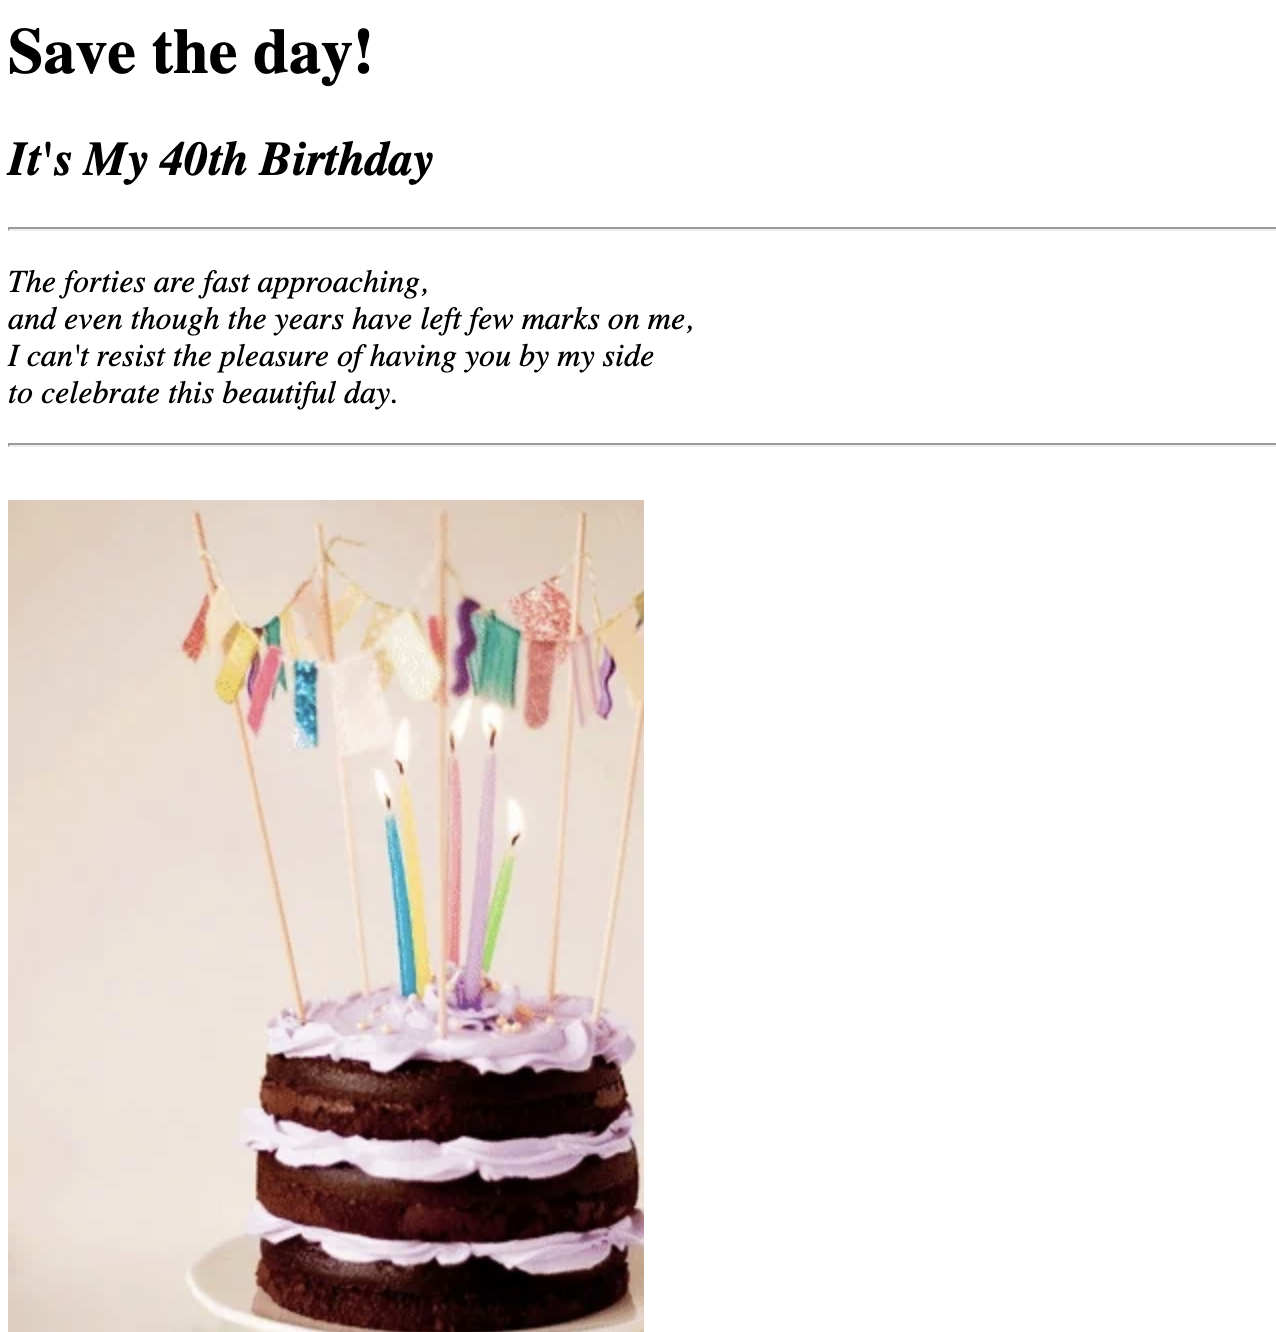 Save the day!
It's My 40th Birthday
The forties are fast approaching,
and even though the years have left few marks on me,
I can't resist the pleasure of having you by my side
to celebrate this beautiful day.